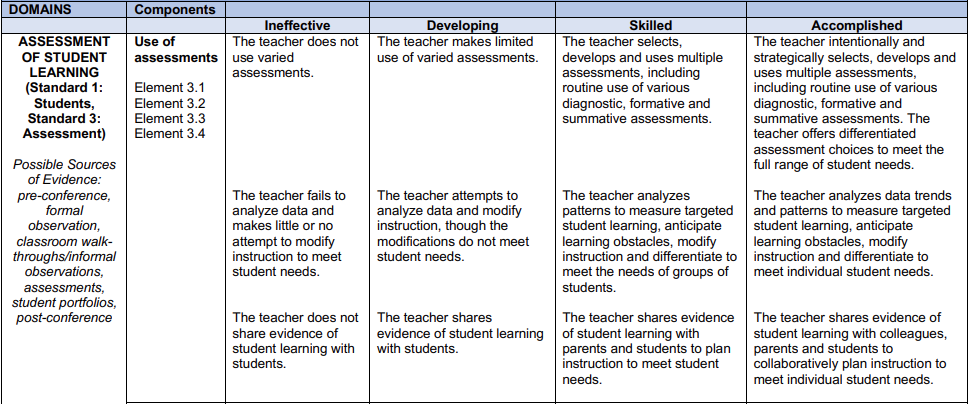 DOMAINS
Components
Ineffective
Developing
Skilled
Accomplished
ASSESSMENT
OF STUDENT
LEARNING
(Standard 1:
Students,
Standard 3:
Assessment)
Possible Sources
of Evidence:
pre-conference,
formal
observation,
classroom walk-
throughs/informal
observations,
assessments,
student portfolios,
post-conference
Use of
assessments
Element 3.1
Element 3.2
Element 3.3
Element 3.4
The teacher does not
use varied
assessments.
The teacher makes limited
use of varied assessments.
The teacher selects,
develops and uses multiple
assessments, including
routine use of various
diagnostic, formative and
summative assessments.
The teacher intentionally and
strategically selects, develops and
uses multiple assessments,
including routine use of various
diagnostic, formative and
summative assessments. The
teacher offers differentiated
assessment choices to meet the
full range of student needs.
The teacher fails to
analyze data and
makes little or no
attempt to modify
instruction to meet
student needs.
The teacher attempts to
analyze data and modify
instruction, though the
modifications do not meet
student needs.
The teacher analyzes
patterns to measure targeted
student learning, anticipate
learning obstacles, modify
instruction and differentiate to
meet the needs of groups of
students.
The teacher analyzes data trends
and patterns to measure targeted
student learning, anticipate
learning obstacles, modify
instruction and differentiate to
meet individual student needs.
The teacher does not
share evidence of
student learning with
students.
The teacher shares
evidence of student learning
with students.
The teacher shares evidence
of student learning with
parents and students to plan
instruction to meet student
needs.
The teacher shares evidence of
student learning with colleagues,
parents and students to
collaboratively plan instruction to
meet individual student needs.